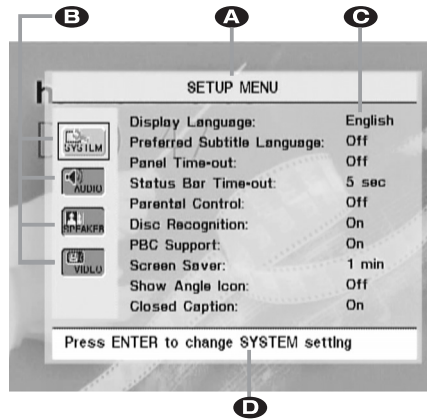 B A C
h
SETUP MENU
SYSTEM
AUDIO
SPEAKER
VIDEO
Display Language: English
Preferred Subtitle Language: Off
Panel Time-out: Off
Status Bar Time-out: 5 sec
Parental Control: Off
Disc Recognition: On
PBC Support: On
Screen Saver: 1 min
Show Angle Icon: Off
Closed Caption: On
Press ENTER to change SYSTEM setting
D